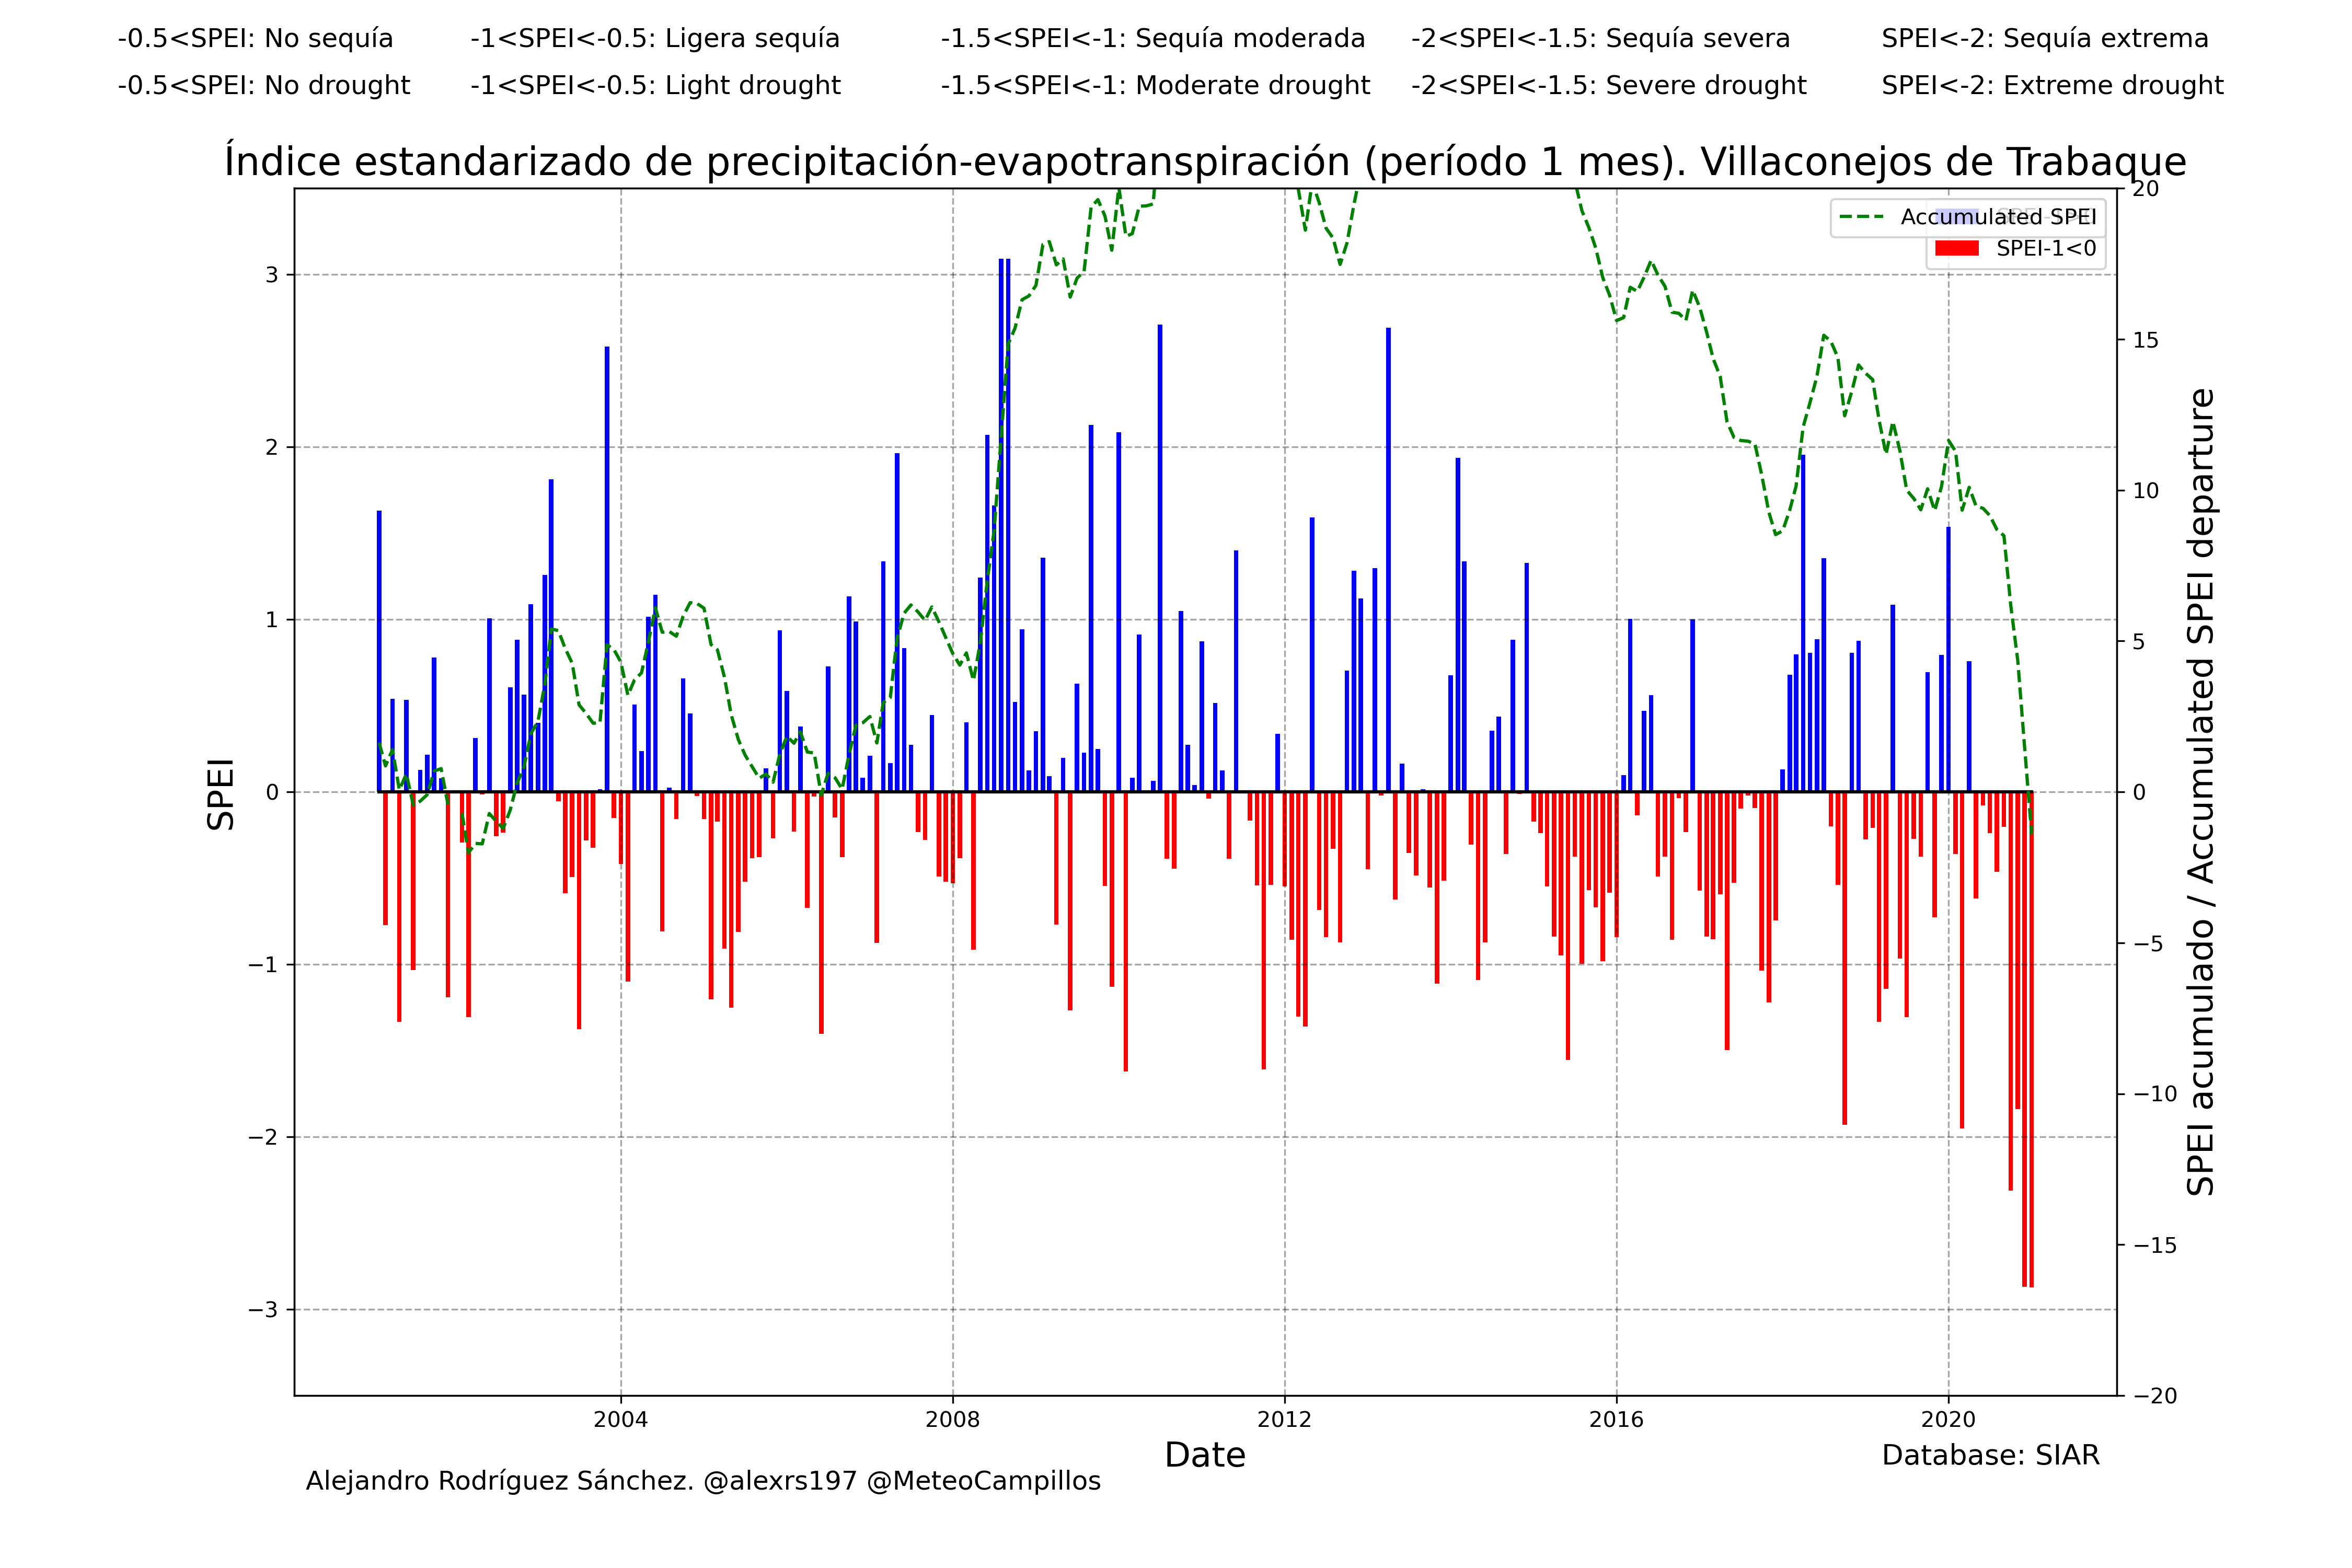 -0.5<SPEI: No sequía -1<SPEI<-0.5: Ligera sequía -1.5<SPEI<-1: Sequía moderada -2<SPEI<-1.5: Sequía severa SPEI<-2: Sequía extrema
-0.5<SPEI: No drought -1<SPEI<-0.5: Light drought -1.5<SPEI<-1: Moderate drought -2<SPEI<-1.5: Severe drought SPEI<-2: Extreme drought
Índice estandarizado de precipitación-evapotranspiración (período 1 mes). Villaconejos de Trabaque
Accumulated SPEI
SPEI-1<0
SPEI
3
2
1
0
−1
−2
−3
20
15
10
5
0
−5
−10
−15
−20
SPEI acumulado / Accumulated SPEI departure
2004 2008 2012 2016 2020
Date
Database: SIAR
Alejandro Rodríguez Sánchez. @alexrs197 @MeteoCampillos